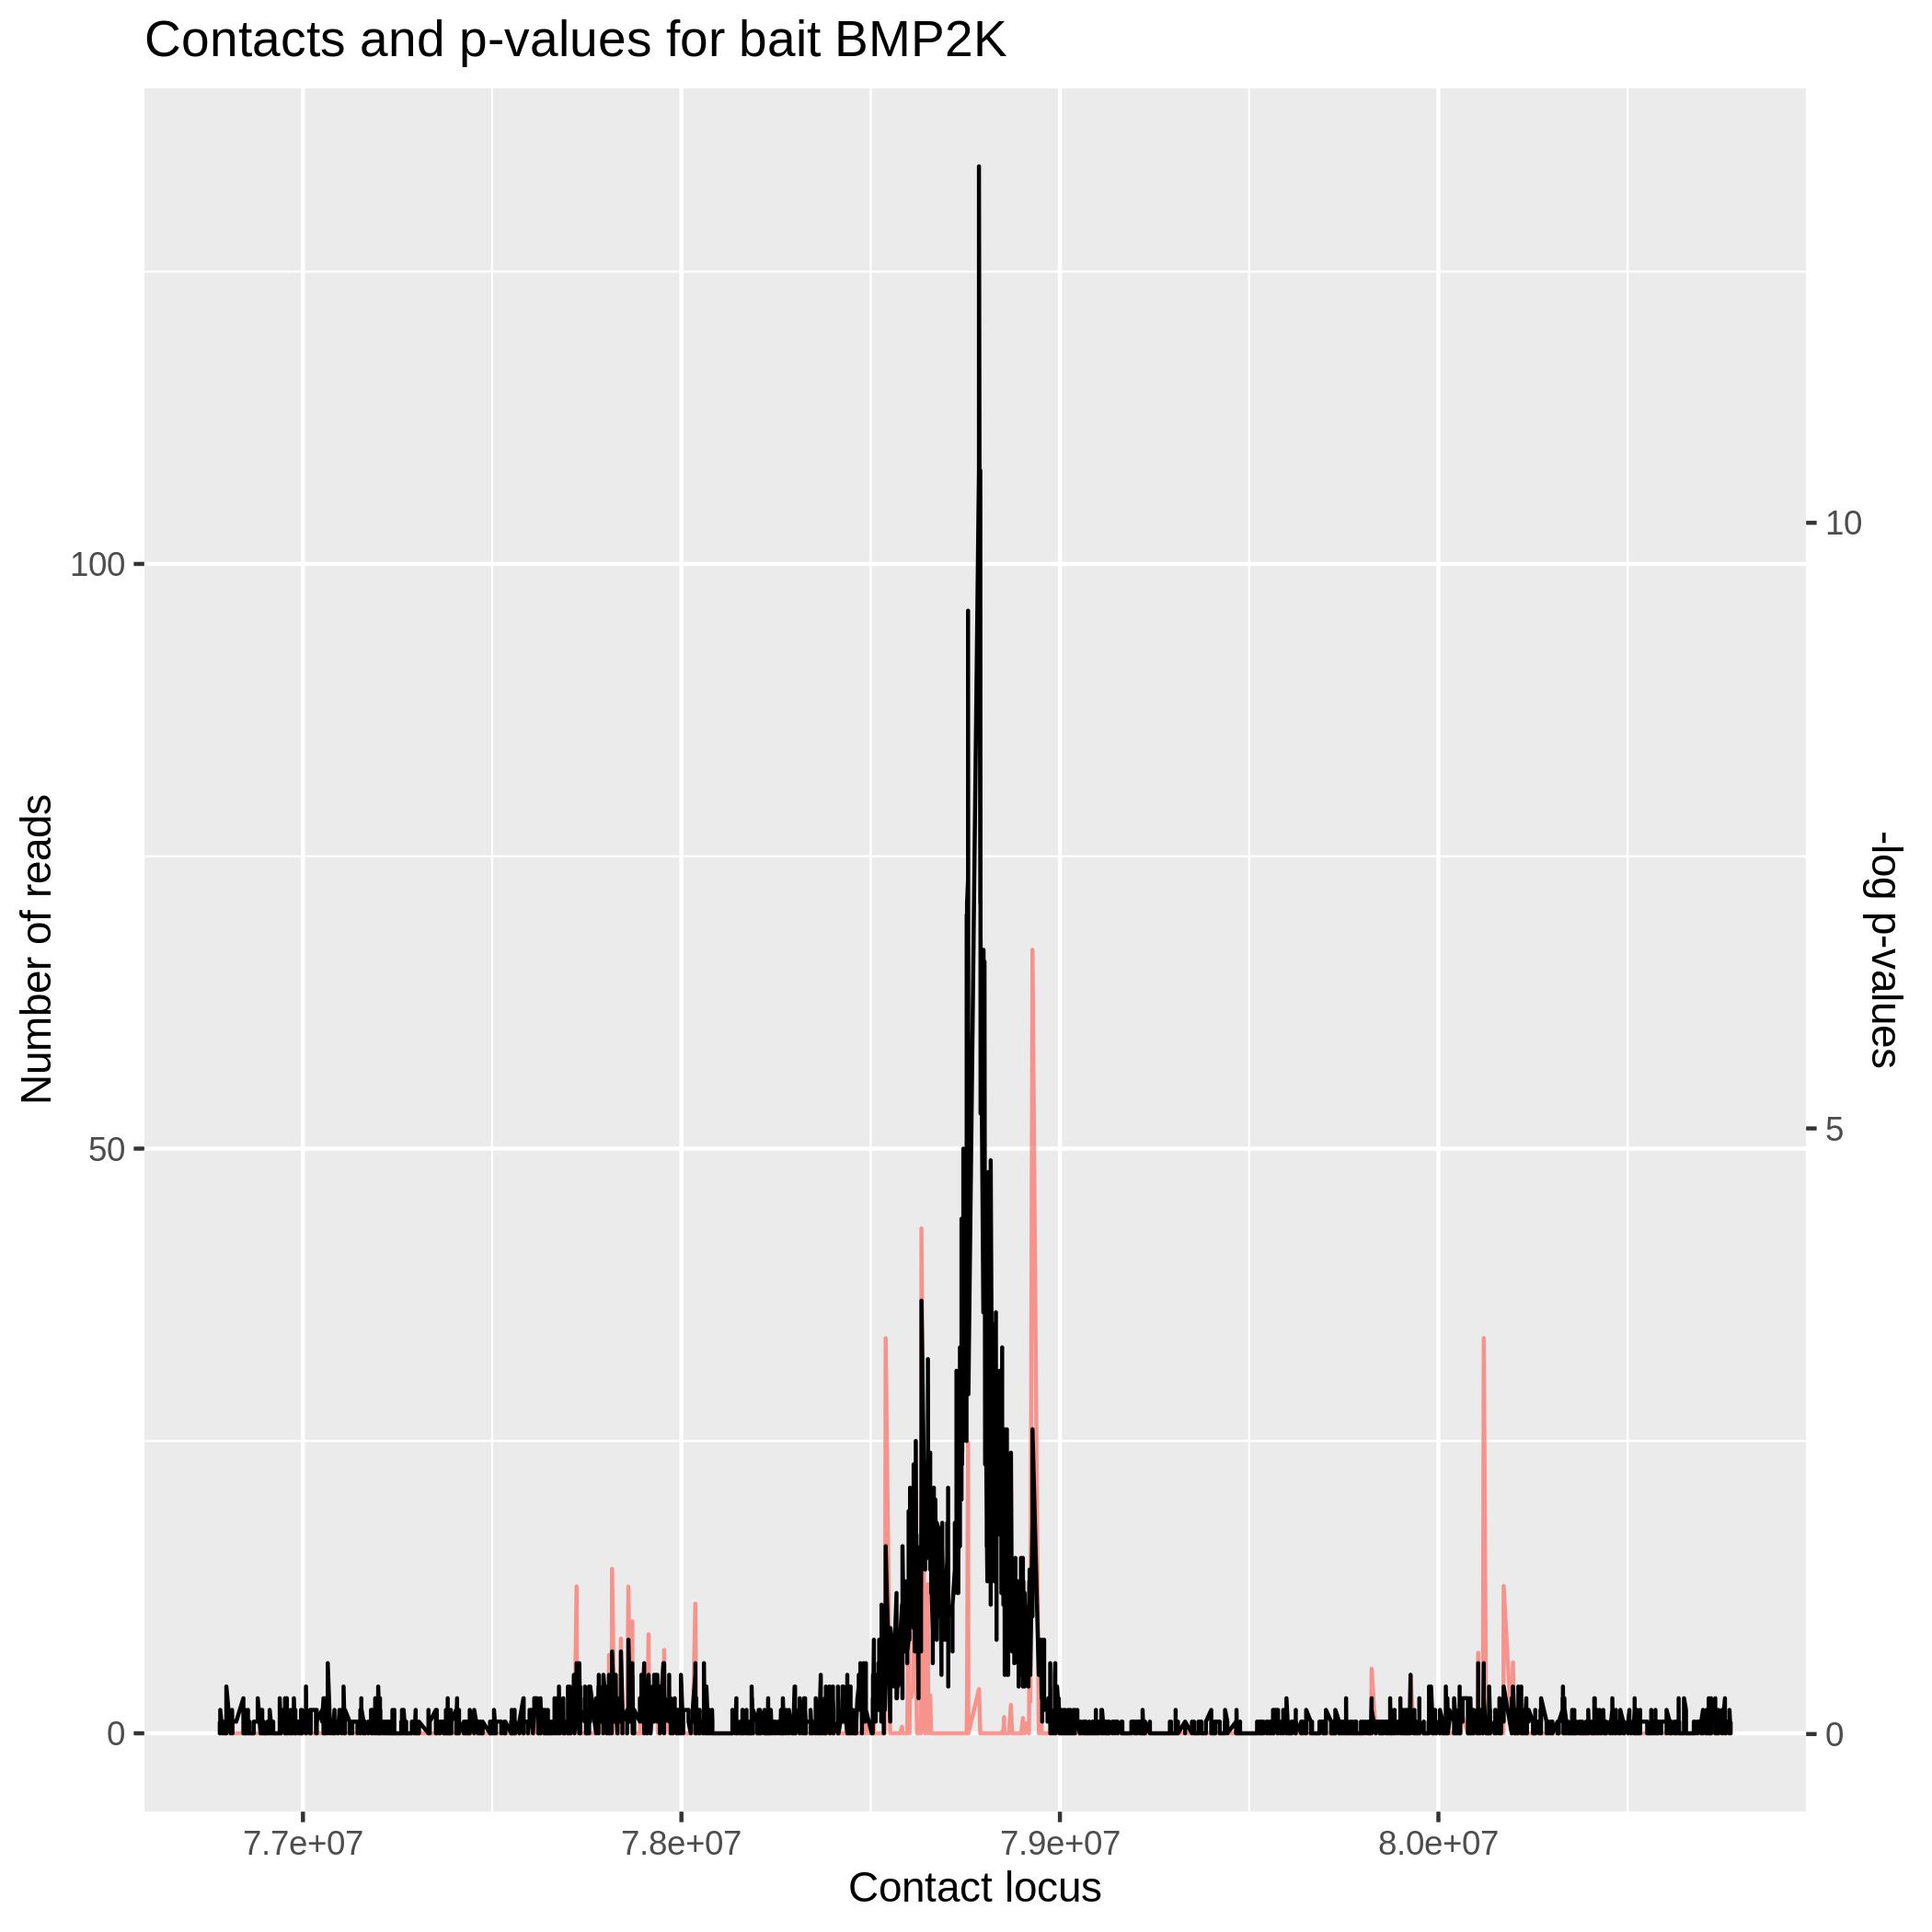 Contacts and p-values for bait BMP2K
Number of reads
100
50
0
10
5
0
-log p-values
7.7e+07 7.8e+07 7.9e+07 8.0e+07
Contact locus